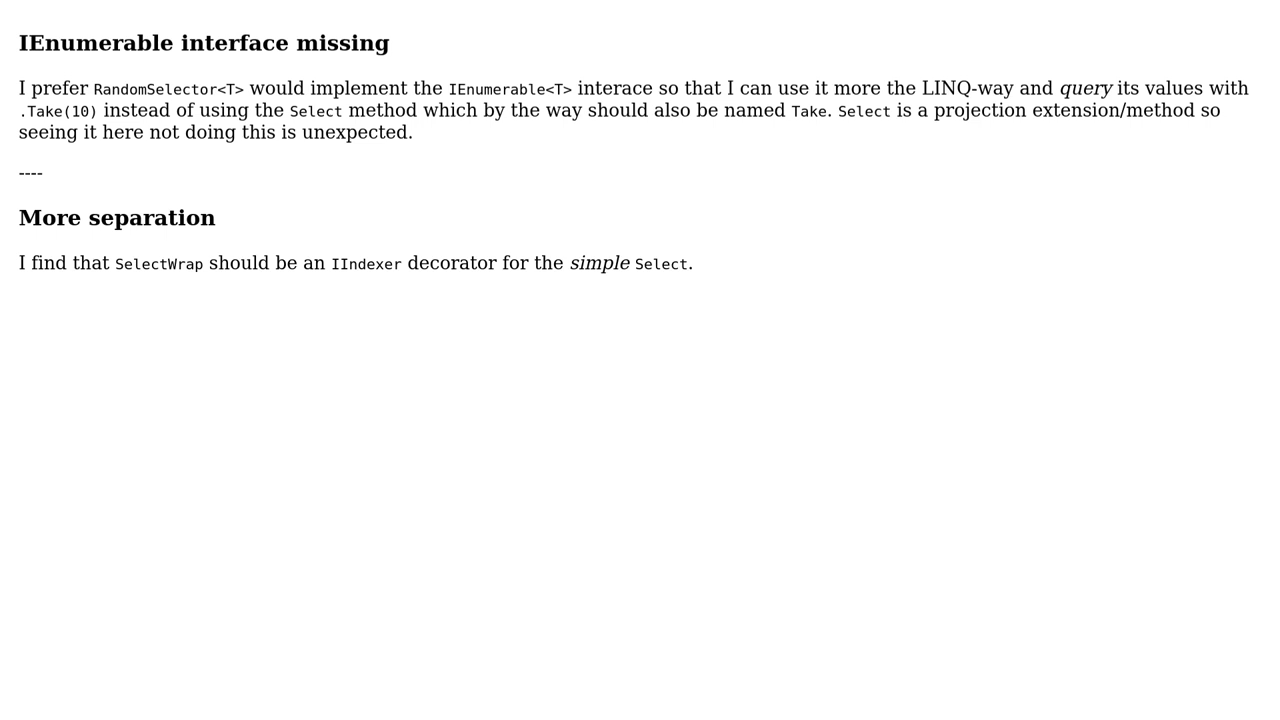 IEnumerable interface missing
I prefer RandomSelector<T> would implement the IEnumerable<T> interace so that I can use it more the LINQ-way and query its values with
.Take(10) instead of using the Select method which by the way should also be named Take. Select is a projection extension/method so
seeing it here not doing this is unexpected.
----
More separation
I find that SelectWrap should be an IIndexer decorator for the simple Select.